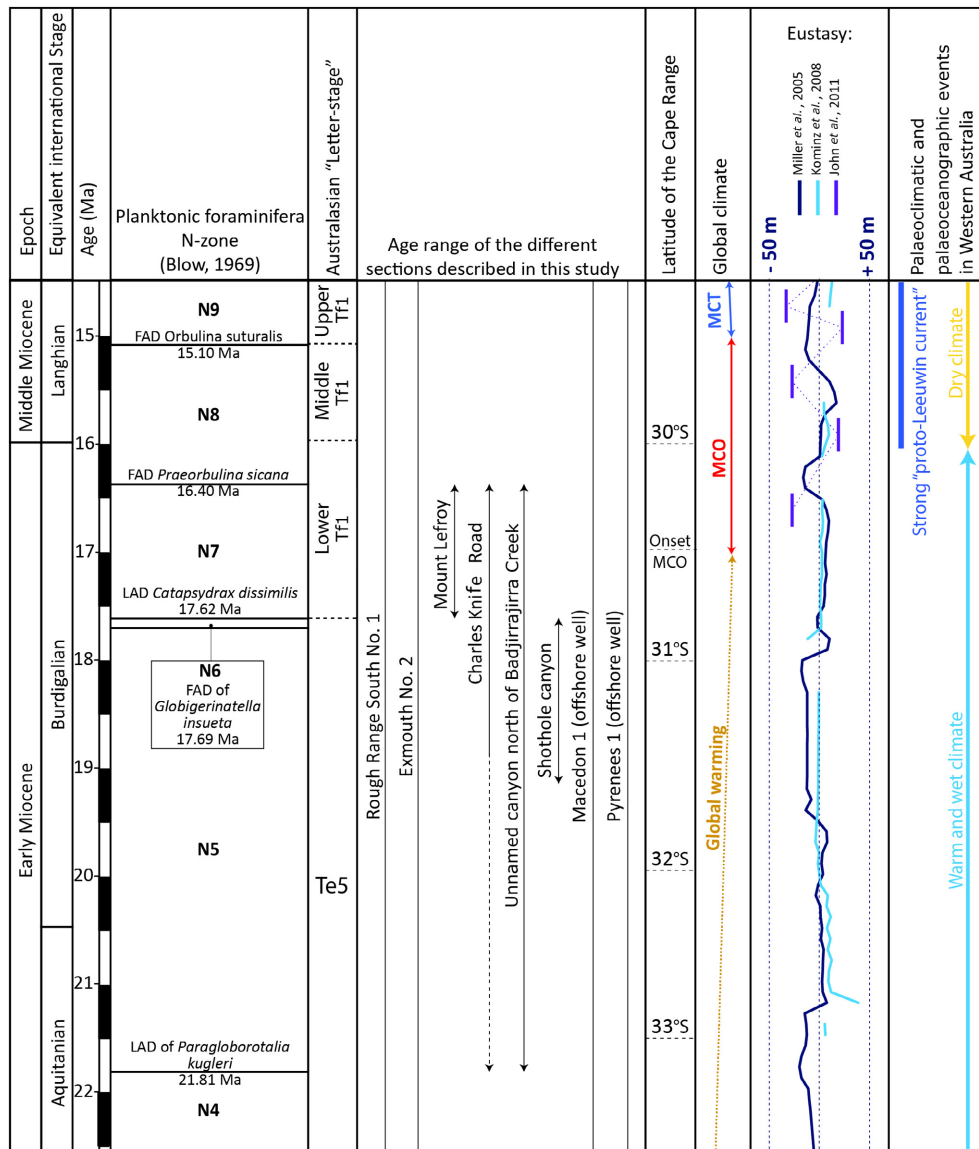 Epoch
Equivalent international Stage
Age (Ma)
Planktonic foraminifera
N-zone
(Blow, 1969)
Australasian "Letter-stage"
Age range of the different
sections described in this study
Latitude of the Cape Range
Global climate
Eustasy:
Miller et al., 2005
Kominz et al., 2008
John et al., 2011
- 50 m
+ 50 m
Palaeoclimatic and
palaeoceanographic events
in Western Australia
Middle Miocene
Early Miocene
Langhian
Burdigalian
Aquitanian
15
16
17
18
19
20
21
22
N9
FAD Orbulina suturalis
15.10 Ma
N8
FAD Praeorbulina sicana
16.40 Ma
N7
LAD Catapsydrax dissimilis
17.62 Ma
N6
FAD of
Globigerinatella
insueta
17.69 Ma
N5
LAD of Paragloborotalia
kugleri
21.81 Ma
N4
Upper
Tf1
Middle
Tf1
Lower
Tf1
Te5
Rough Range South No. 1
Exmouth No. 2
Mount Lefroy
Charles Knife Road
Unnamed canyon north of Badjirrajirra Creek
Shothole canyon
Macedon 1 (offshore well)
Pyrenees 1 (offshore well)
30°S
Onset
MCO
31°S
32°S
33°S
MCT
MCO
Global warming
Strong "proto-Leeuwin current"
Dry climate
Warm and wet climate